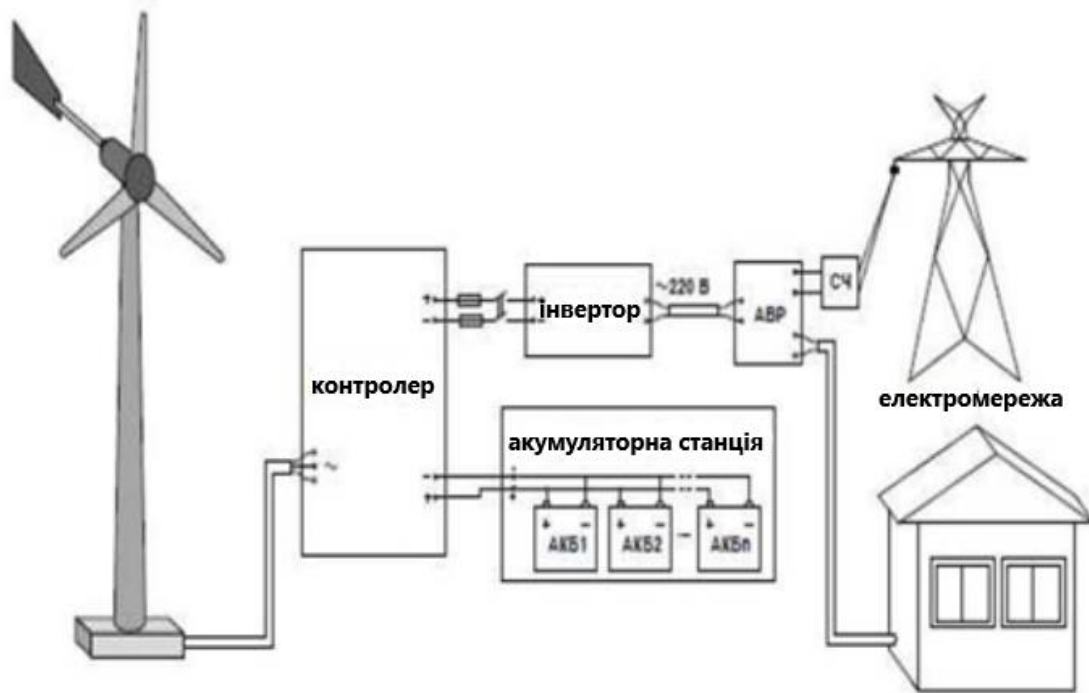 контролер
інвертор
~220 В
АВР
СЧ
електромережа
акумуляторна станція
АКБ1
АКБ2
АКБn